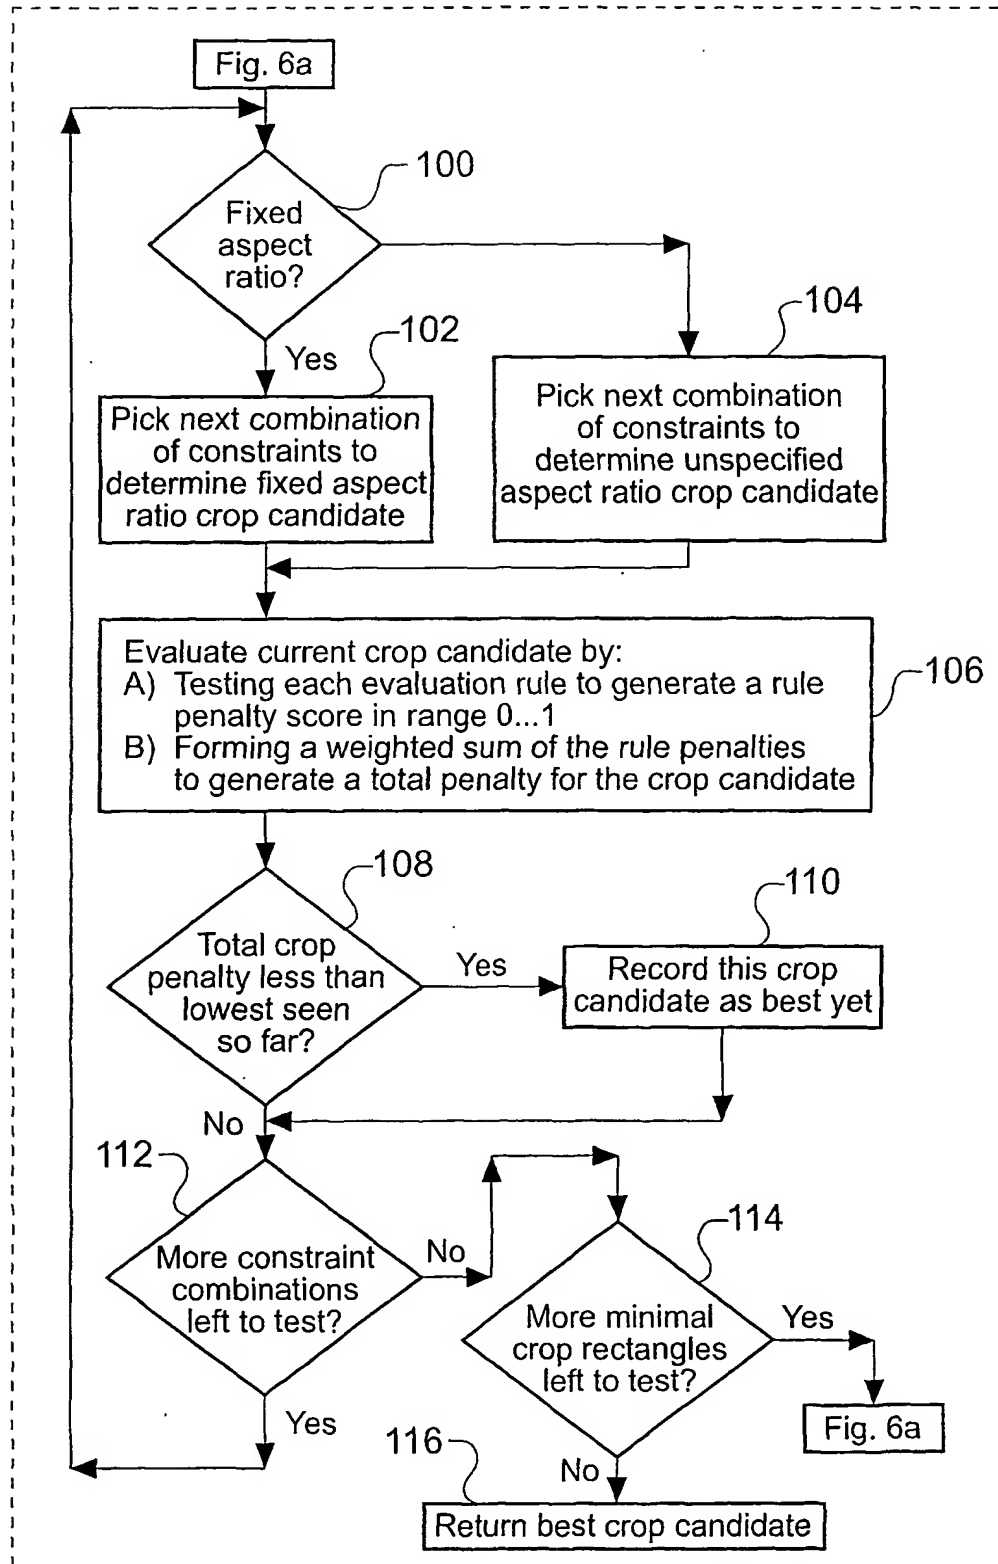 Fig. 6a
100
Fixed
aspect
ratio?
Yes
102
Pick next combination
of constraints to
determine fixed aspect
ratio crop candidate
104
Pick next combination
of constraints to
determine unspecified
aspect ratio crop candidate
Evaluate current crop candidate by:
A) Testing each evaluation rule to generate a rule
penalty score in range 0...1
B) Forming a weighted sum of the rule penalties
to generate a total penalty for the crop candidate
106
108
Total crop
penalty less than
lowest seen
so far?
Yes
110
Record this crop
candidate as best yet
No
112
More constraint
combinations
left to test?
No
Yes
114
More minimal
crop rectangles
left to test?
Yes
Fig. 6a
No
116
Return best crop candidate